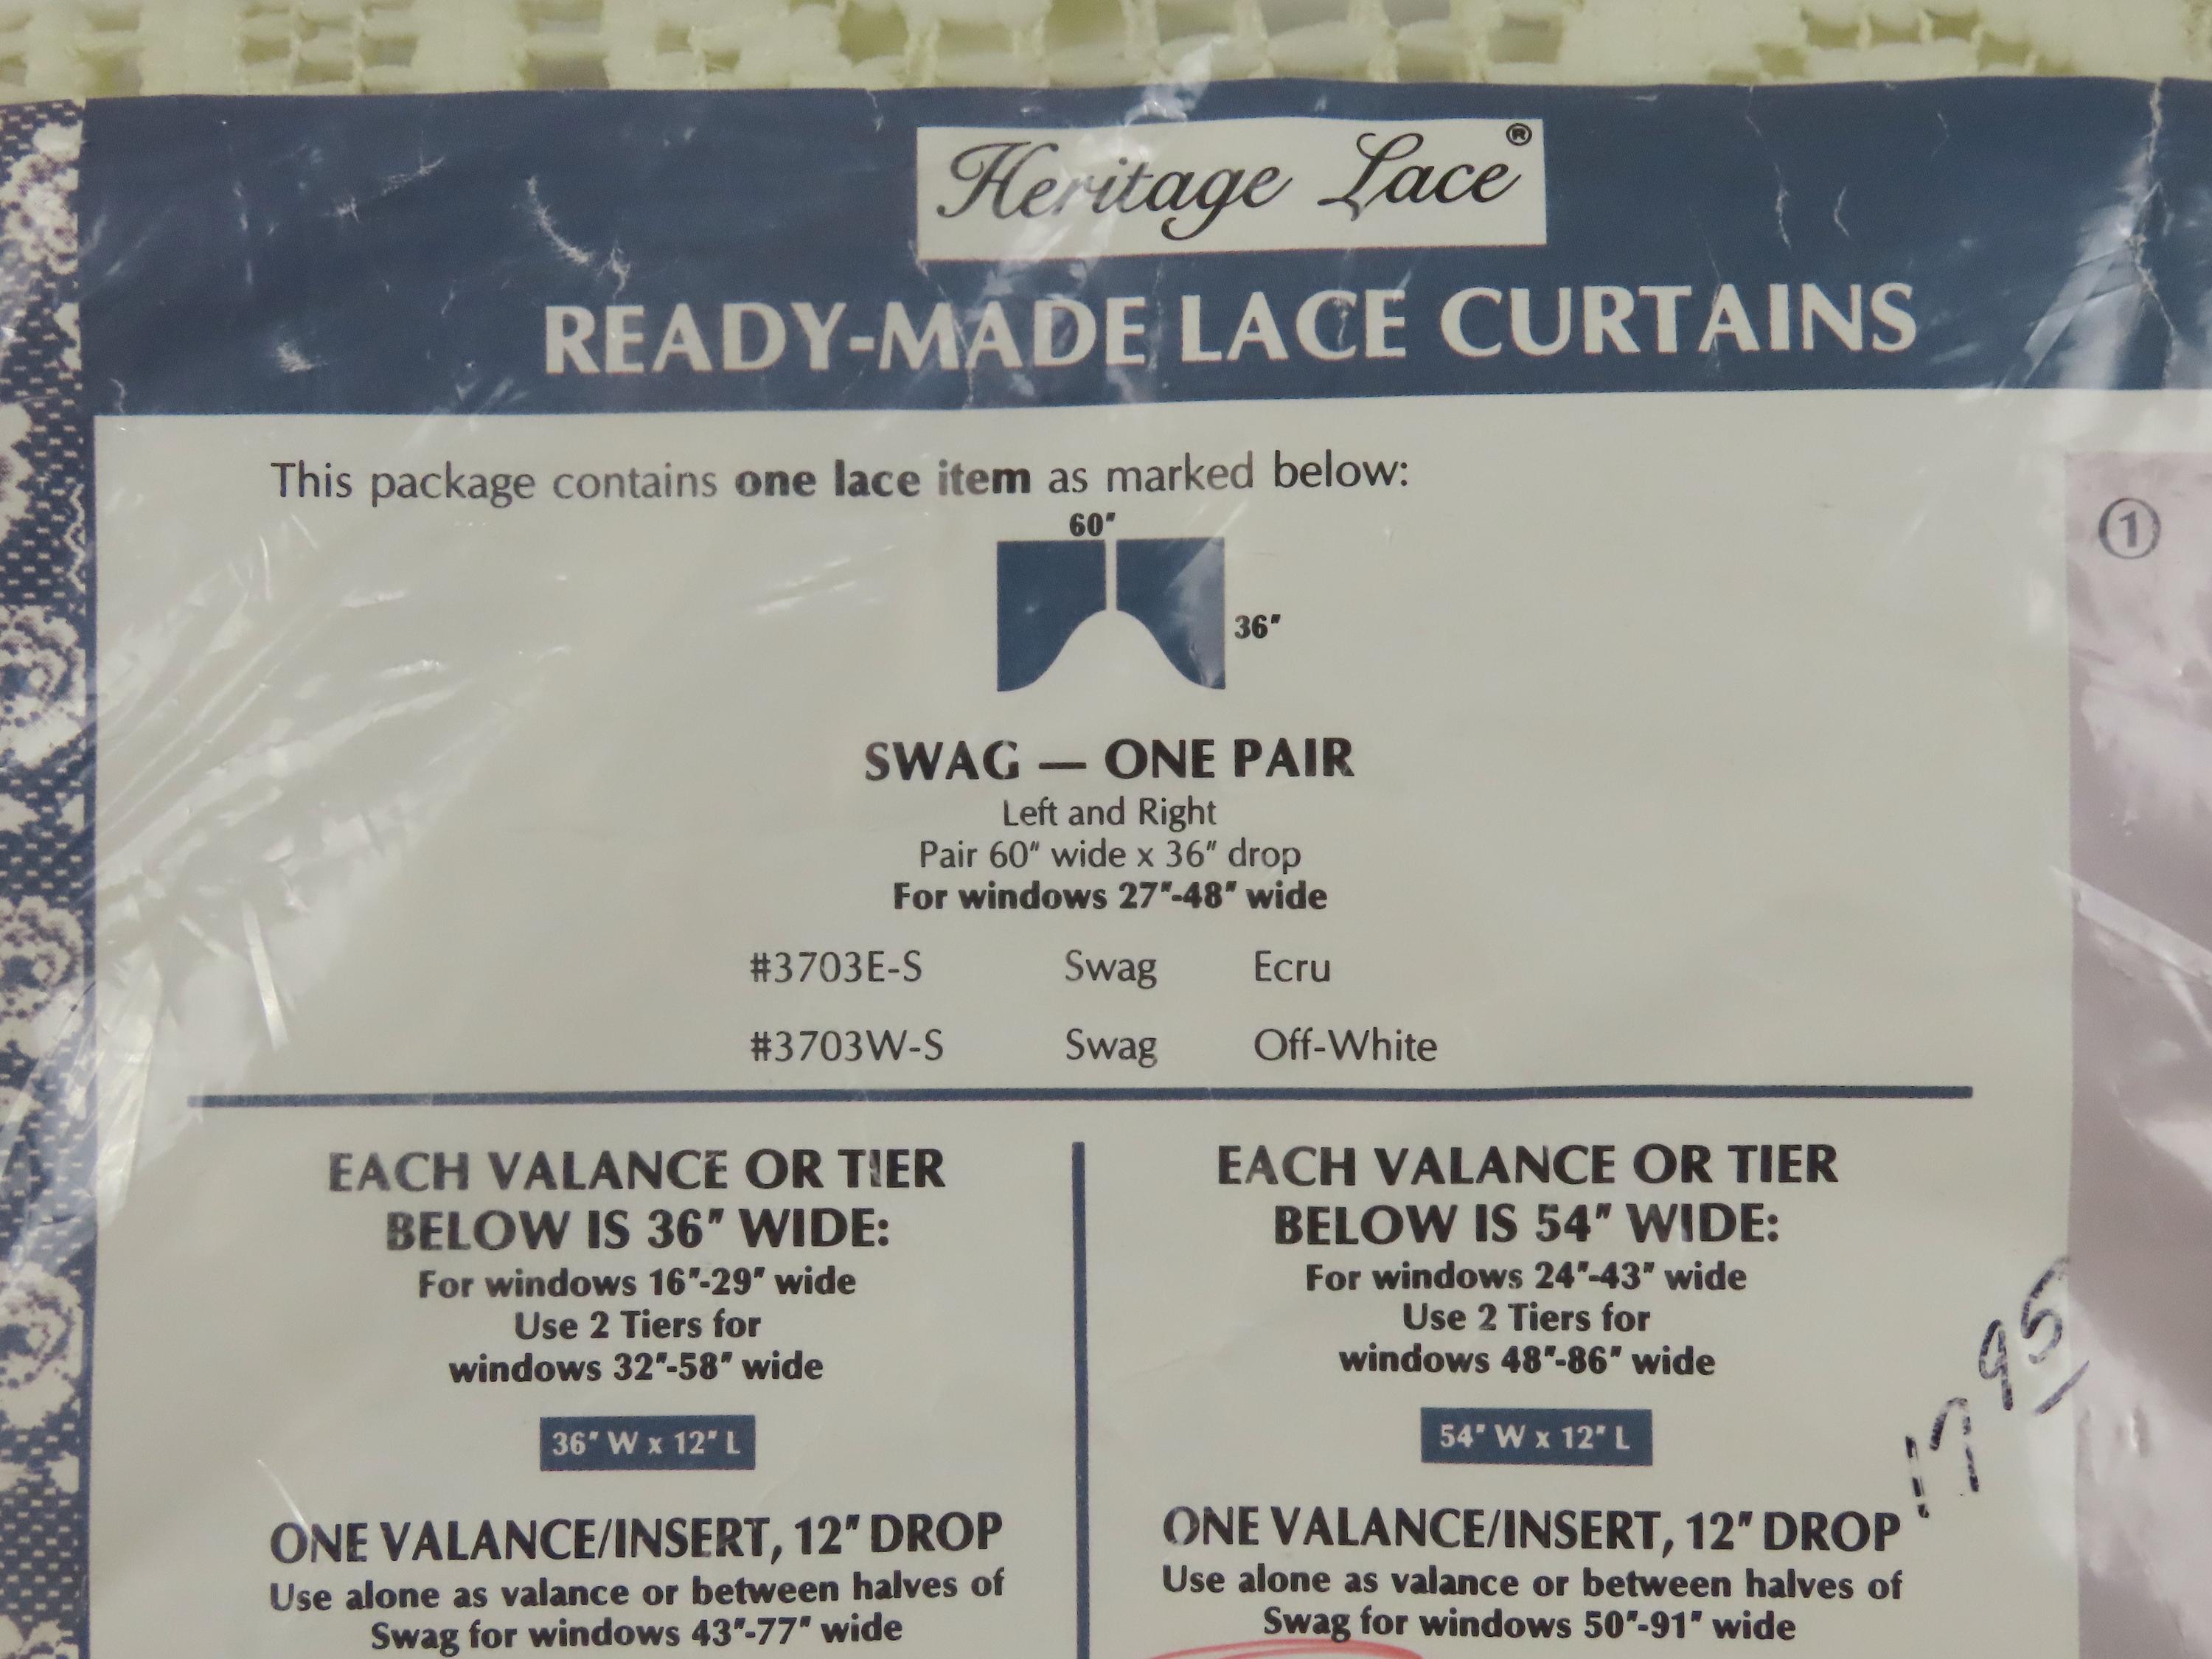 Heritage Lace®
READY-MADE LACE CURTAINS
This package contains one lace item as marked below:
60"
36"
①
SWAG — ONE PAIR
Left and Right
Pair 60" wide x 36" drop
For windows 27"-48" wide
#3703E-S Swag Ecru
#3703W-S Swag Off-White
EACH VALANCE OR TIER
BELOW IS 36" WIDE:
For windows 16"-29" wide
Use 2 Tiers for
windows 32"-58" wide
36" W x 12" L
ONE VALANCE/INSERT, 12" DROP
Use alone as valance or between halves of
Swag for windows 43"-77" wide
EACH VALANCE OR TIER
BELOW IS 54" WIDE:
For windows 24"-43" wide
Use 2 Tiers for
windows 48"-86" wide
54" W x 12" L
ONE VALANCE/INSERT, 12" DROP
Use alone as valance or between halves of
Swag for windows 50"-91" wide
17 95